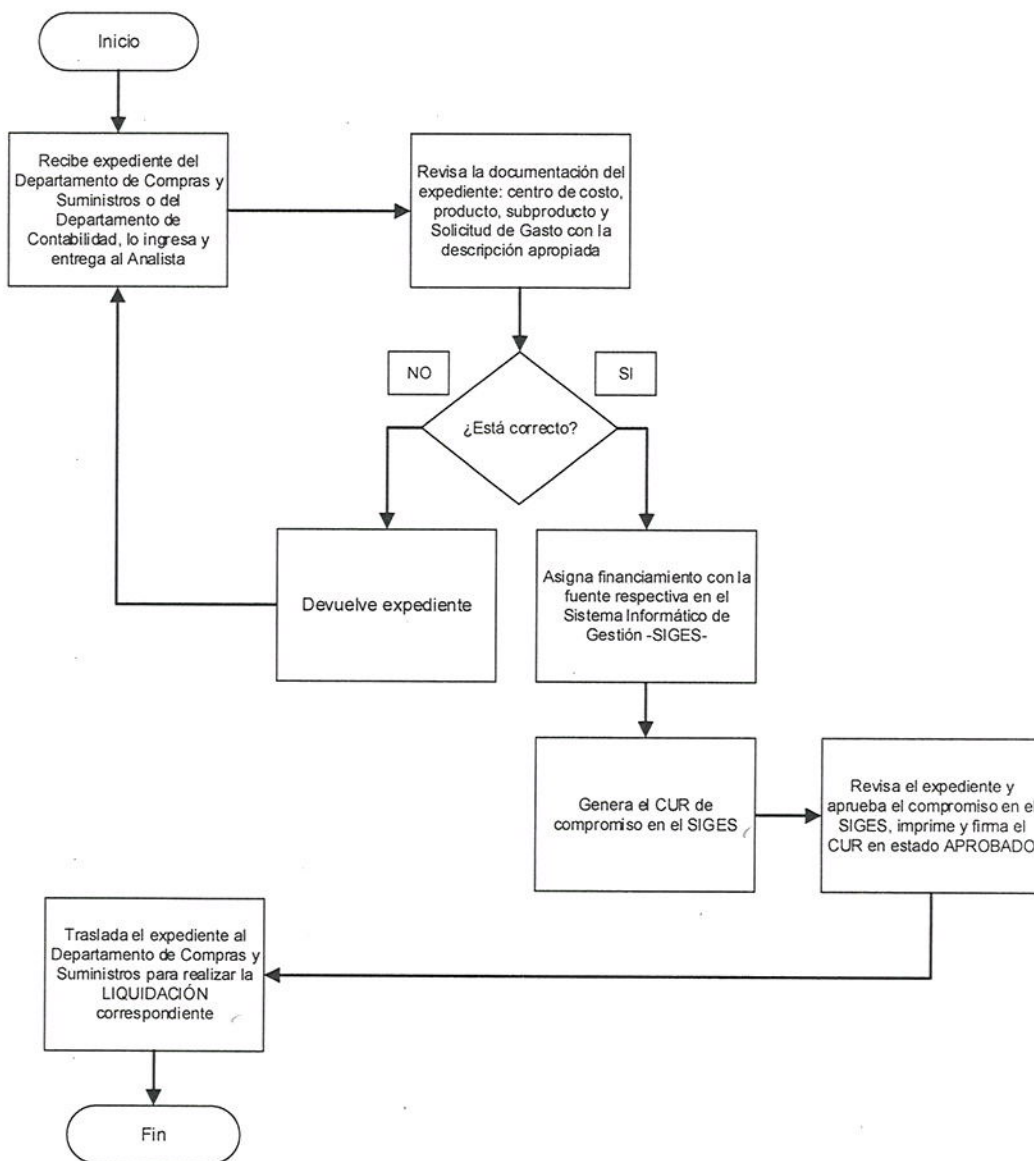 Inicio
Recibe expediente del
Departamento de Compras y
Suministros o del
Departamento de
Contabilidad, lo ingresa y
entrega al Analista
Revisa la documentación del
expediente: centro de costo,
producto, subproducto y
Solicitud de Gasto con la
descripción apropiada
NO
SI
¿Está correcto?
Devuelve expediente
Asigna financiamiento con la
fuente respectiva en el
Sistema Informático de
Gestión -SIGES-
Genera el CUR de
compromiso en el SIGES
Revisa el expediente y
aprueba el compromiso en el
SIGES, imprime y firma el
CUR en estado APROBADO
Traslada el expediente al
Departamento de Compras y
Suministros para realizar la
LIQUIDACIÓN
correspondiente
Fin